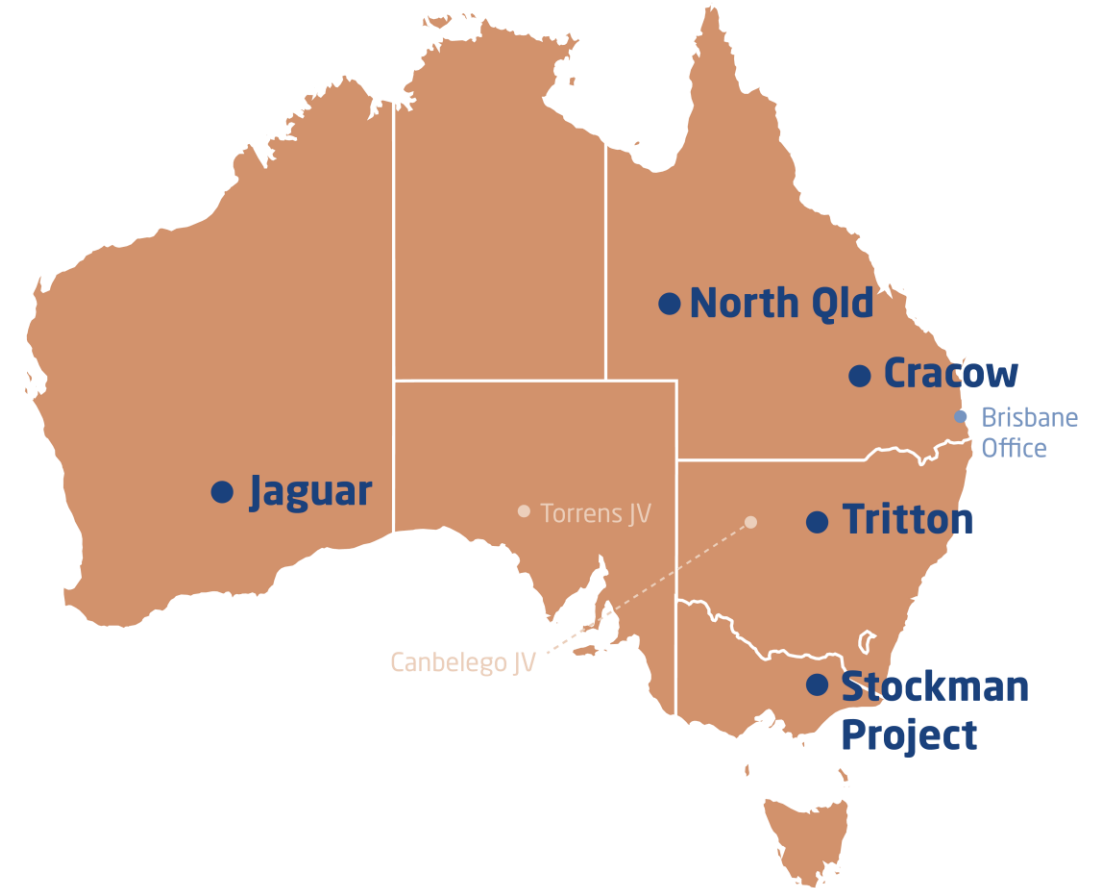 North Qld
Cracow
Brisbane
Office
Jaguar
Torrens JV
Tritton
Canbelego JV
Stockman
Project